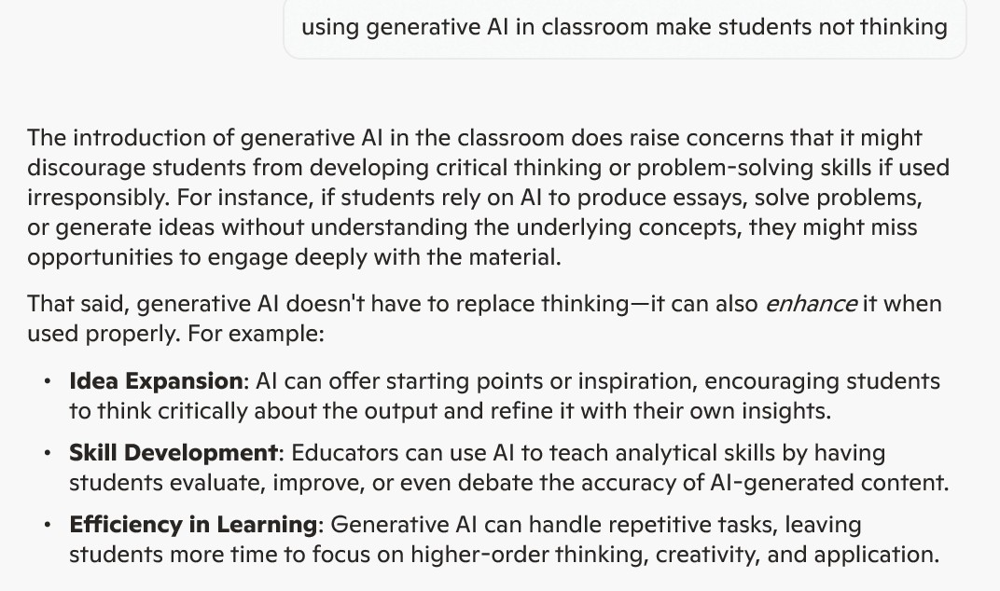 using generative AI in classroom make students not thinking
The introduction of generative AI in the classroom does raise concerns that it might
discourage students from developing critical thinking or problem-solving skills if used
irresponsibly. For instance, if students rely on AI to produce essays, solve problems,
or generate ideas without understanding the underlying concepts, they might miss
opportunities to engage deeply with the material.
That said, generative AI doesn't have to replace thinking—it can also enhance it when
used properly. For example:
• Idea Expansion: AI can offer starting points or inspiration, encouraging students
to think critically about the output and refine it with their own insights.
• Skill Development: Educators can use AI to teach analytical skills by having
students evaluate, improve, or even debate the accuracy of AI-generated content.
• Efficiency in Learning: Generative AI can handle repetitive tasks, leaving
students more time to focus on higher-order thinking, creativity, and application.